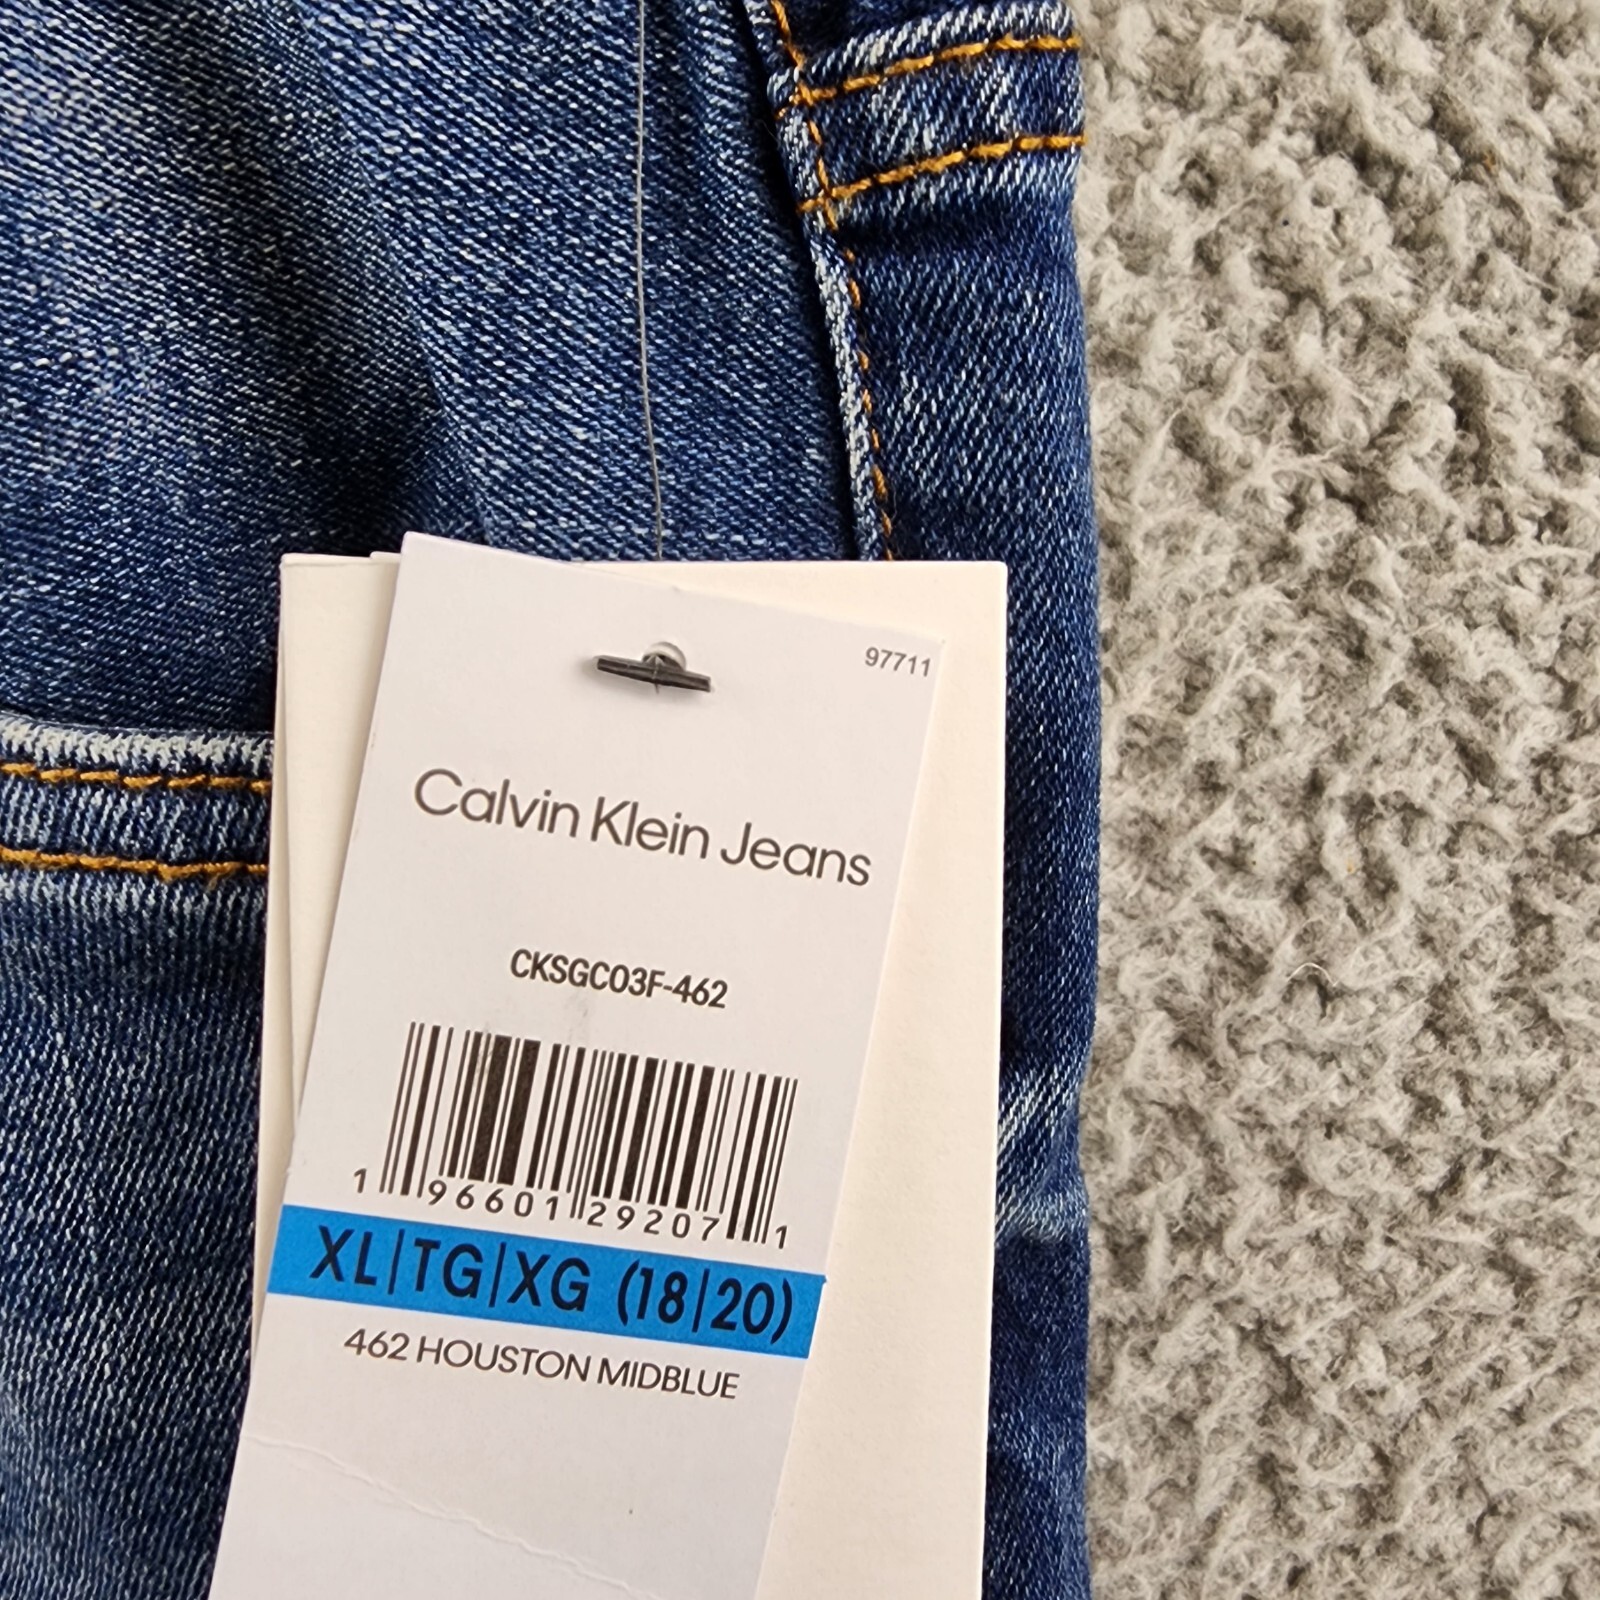 97711
Calvin Klein Jeans
CKSGC03F-462
1 96601 29207 1
XL|TG|XG (18|20)
462 HOUSTON MIDBLUE